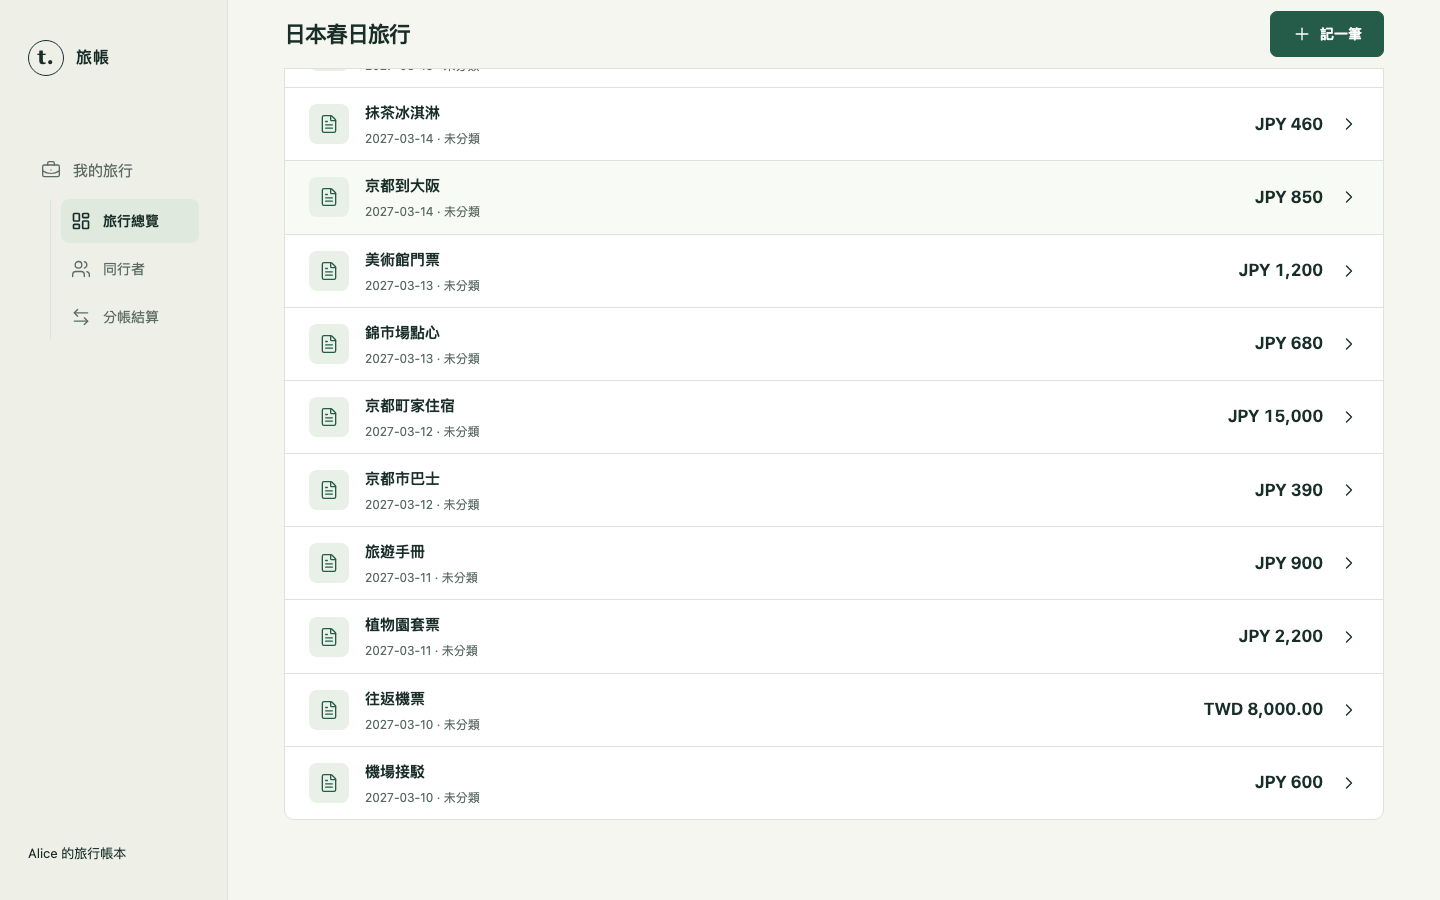 t. 旅帳
我的旅行
旅行總覽
同行者
分帳結算
Alice 的旅行帳本
日本春日旅行
記一筆
抹茶冰淇淋
2027-03-14 · 未分類
JPY 460
京都到大阪
2027-03-14 · 未分類
JPY 850
美術館門票
2027-03-13 · 未分類
JPY 1,200
錦市場點心
2027-03-13 · 未分類
JPY 680
京都町家住宿
2027-03-12 · 未分類
JPY 15,000
京都市巴士
2027-03-12 · 未分類
JPY 390
旅遊手冊
2027-03-11 · 未分類
JPY 900
植物園套票
2027-03-11 · 未分類
JPY 2,200
往返機票
2027-03-10 · 未分類
TWD 8,000.00
機場接駁
2027-03-10 · 未分類
JPY 600